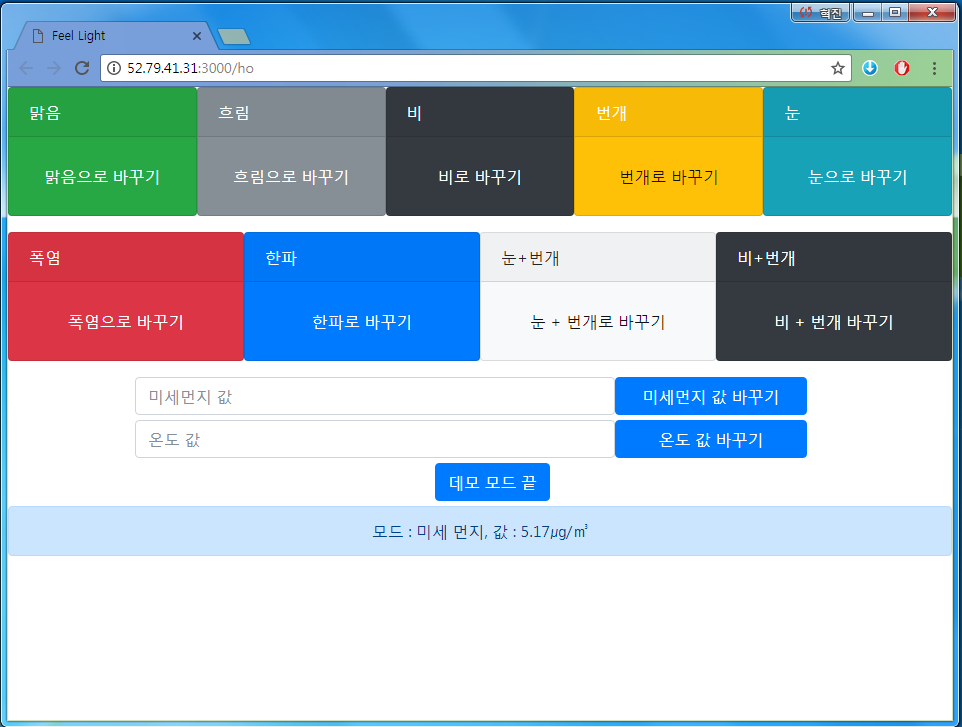 혁진
Feel Light
52.79.41.31:3000/ho
맑음
흐림
비
번개
눈
맑음으로 바꾸기
흐림으로 바꾸기
비로 바꾸기
번개로 바꾸기
눈으로 바꾸기
폭염
한파
눈+번개
비+번개
폭염으로 바꾸기
한파로 바꾸기
눈 + 번개로 바꾸기
비 + 번개 바꾸기
미세먼지 값
미세먼지 값 바꾸기
온도 값
온도 값 바꾸기
데모 모드 끝
모드 : 미세 먼지, 값 : 5.17㎍/㎥